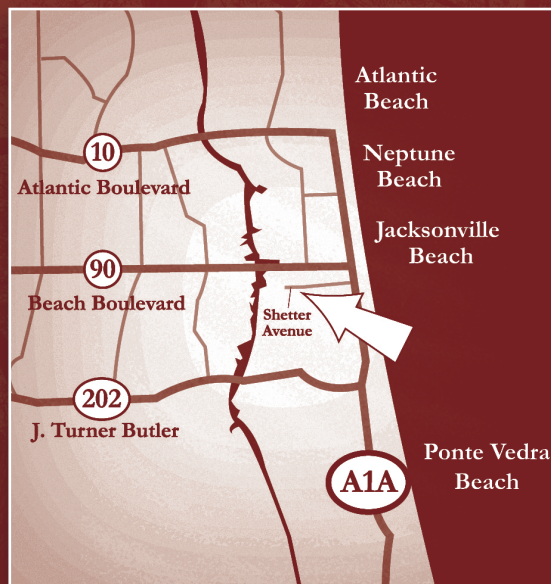 Atlantic
Beach
10
Atlantic Boulevard
Neptune
Beach
Jacksonville
Beach
90
Beach Boulevard
Shetter
Avenue
202
J. Turner Butler
A1A
Ponte Vedra
Beach